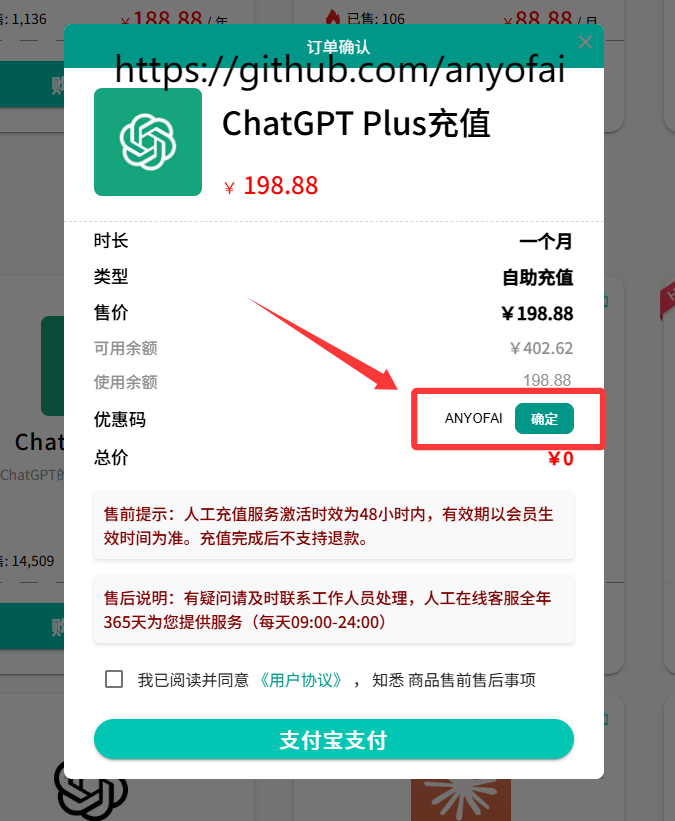 售: 1,136
￥188.88 / 年
已售: 106
￥88.88 / 月
订单确认
https://github.com/anyofai
ChatGPT Plus充值
￥ 198.88
时长
一个月
类型
自助充值
售价
￥198.88
可用余额
￥402.62
使用余额
198.88
优惠码
ANYOFAI
确定
总价
￥0
售前提示：人工充值服务激活时效为48小时内，有效期以会员生
效时间为准。充值完成后不支持退款。
售后说明：有疑问请及时联系工作人员处理，人工在线客服全年
365天为您提供服务（每天09:00-24:00）
我已阅读并同意 《用户协议》 ， 知悉 商品售前售后事项
支付宝支付
购
Chat
ChatGPT的
售: 14,509
购